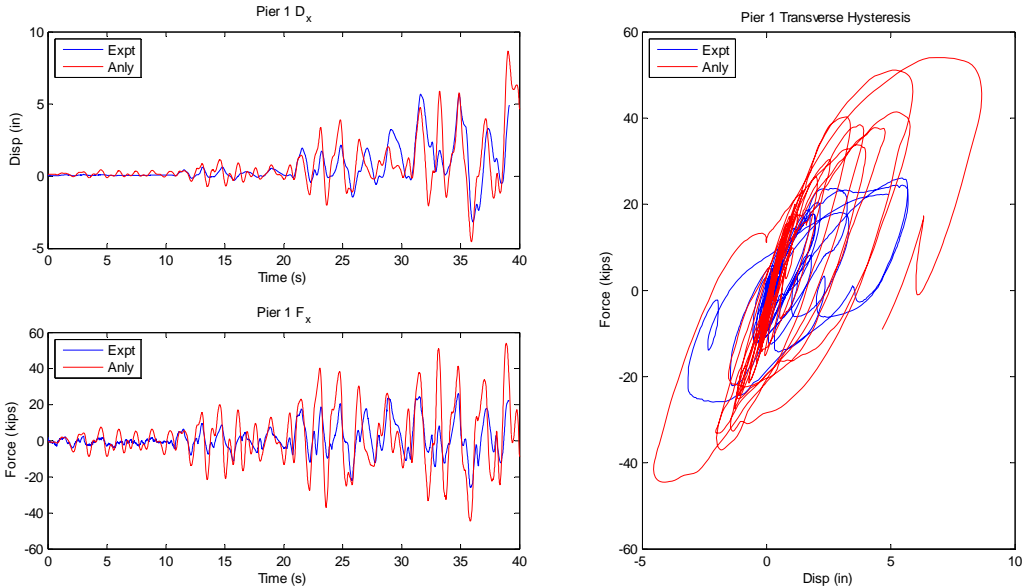 Pier 1 Dx
Expt
Anly
Disp (in)
10
5
0
-5
0 5 10 15 20 25 30 35 40
Time (s)
Pier 1 Fx
Expt
Anly
Force (kips)
60
40
20
0
-20
-40
-60
0 5 10 15 20 25 30 35 40
Time (s)
Pier 1 Transverse Hysteresis
Expt
Anly
Force (kips)
60
40
20
0
-20
-40
-60
-5 0 5 10
Disp (in)